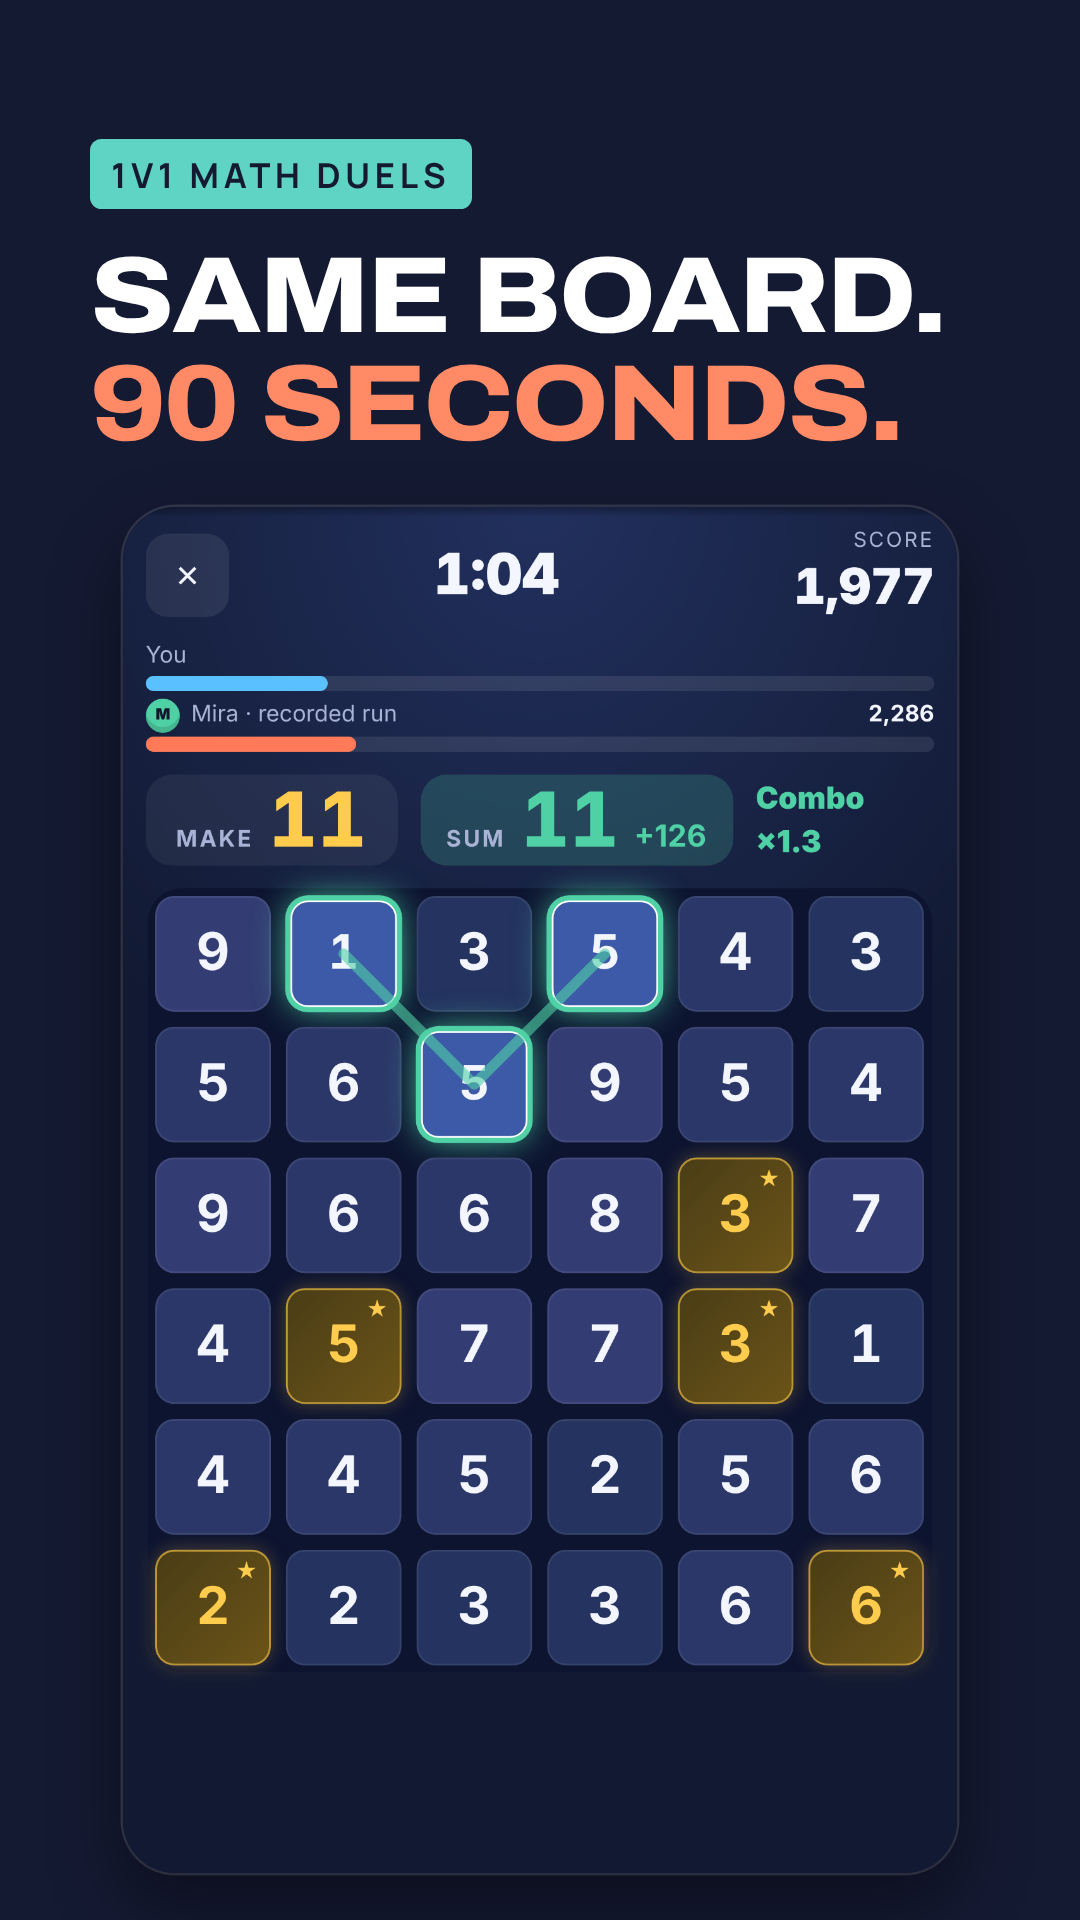 1V1 MATH DUELS
SAME BOARD.
90 SECONDS.
× 1:04 SCORE
1,977
You
M Mira · recorded run 2,286
MAKE 11 SUM 11 +126 Combo
×1.3
9 1 3 5 4 3
5 6 5 9 5 4
9 6 6 8 3 ★ 7
4 5 ★ 7 7 3 ★ 1
4 4 5 2 5 6
2 ★ 2 3 3 6 6 ★